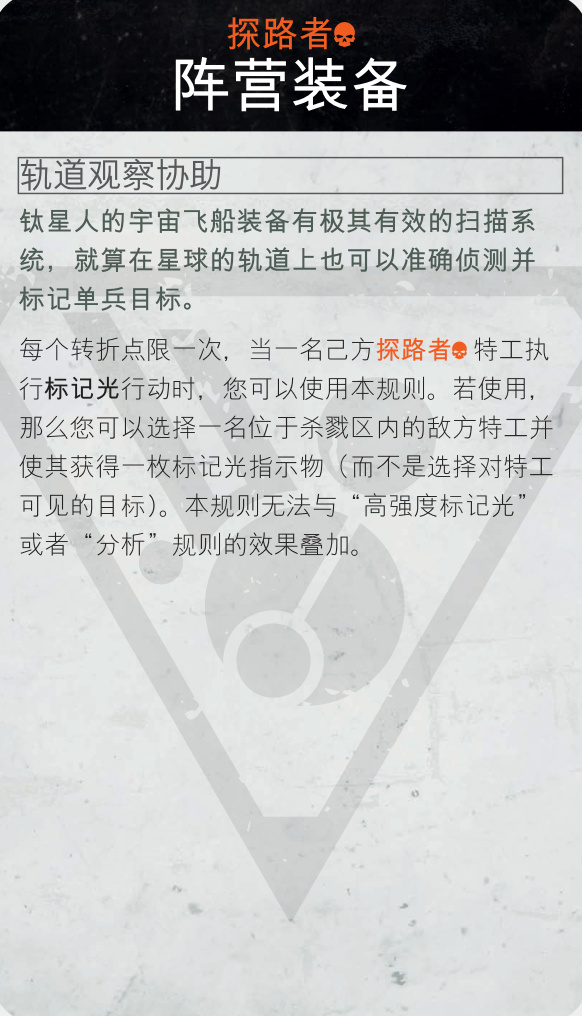 探路者
阵营装备
轨道观察协助
钛星人的宇宙飞船装备有极其有效的扫描系
统，就算在星球的轨道上也可以准确侦测并
标记单兵目标。
每个转折点限一次，当一名己方探路者 特工执
行标记光行动时，您可以使用本规则。若使用，
那么您可以选择一名位于杀戮区内的敌方特工并
使其获得一枚标记光指示物（而不是选择对特工
可见的目标）。本规则无法与“高强度标记光”
或者“分析”规则的效果叠加。